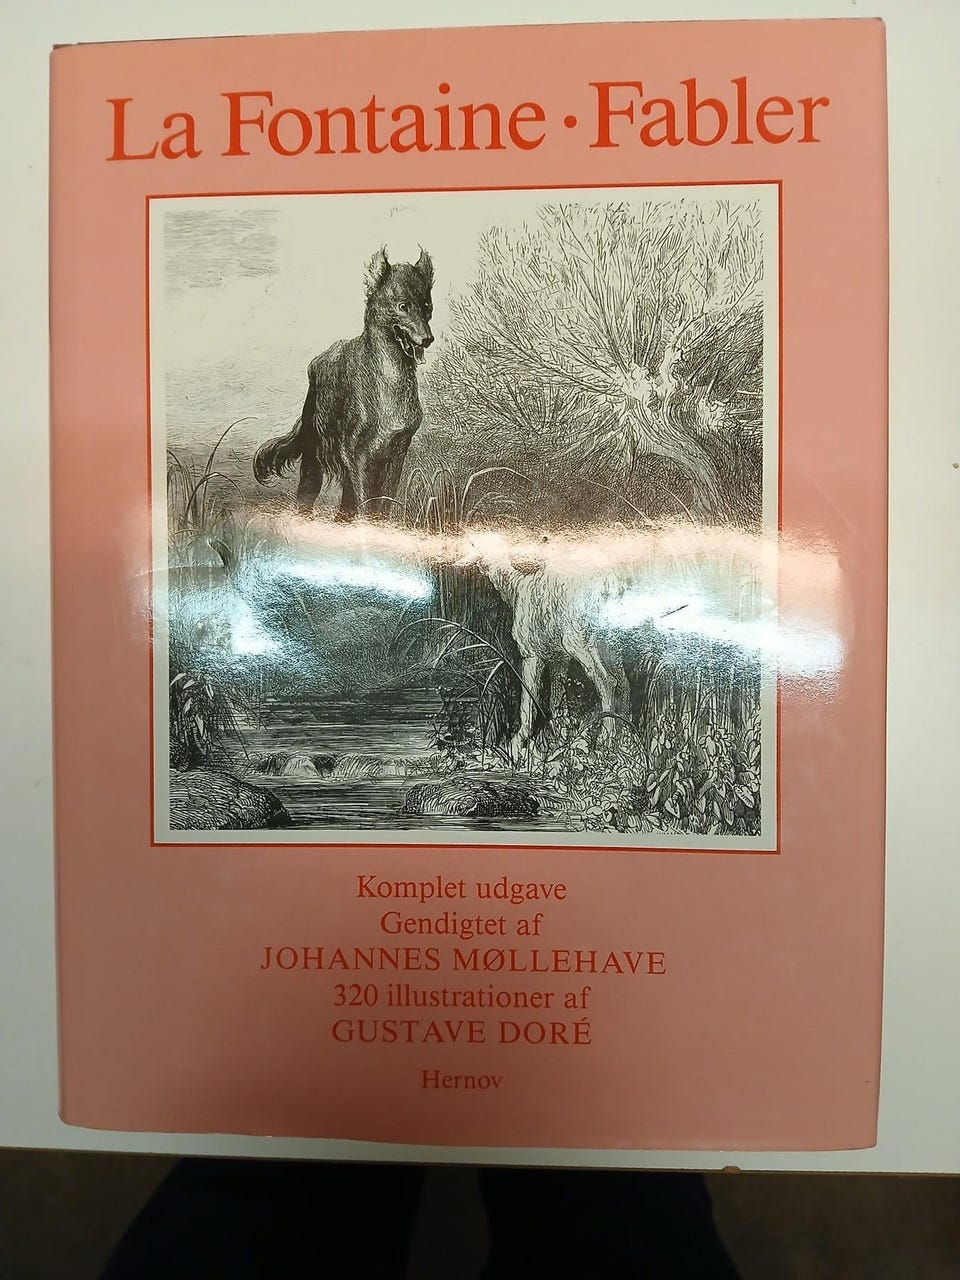 La Fontaine · Fabler
Komplet udgave
Gendigtet af
JOHANNES MØLLEHAVE
320 illustrationer af
GUSTAVE DORÉ
Hernov